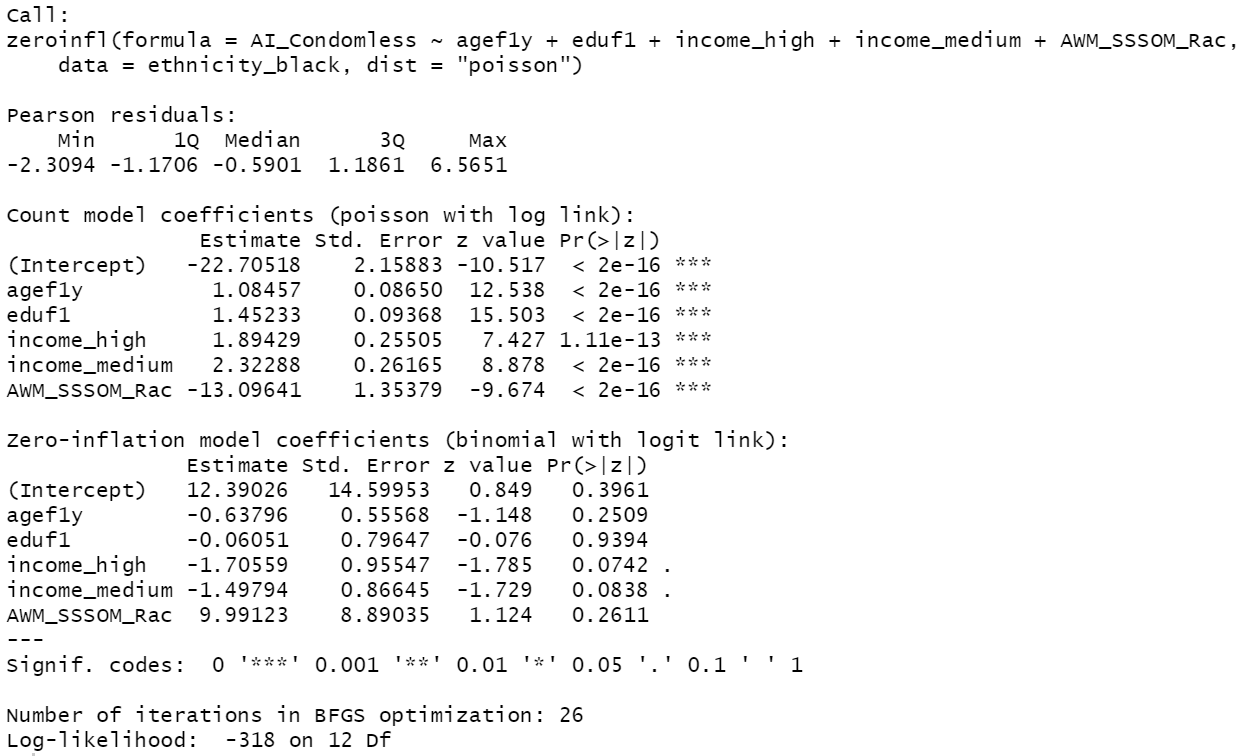 Call:
zeroinfl(formula = AI_Condomless ~ agef1y + eduf1 + income_high + income_medium + AWM_SSSOM_Rac,
    data = ethnicity_black, dist = "poisson")

Pearson residuals:
    Min      1Q  Median      3Q     Max
-2.3094 -1.1706 -0.5901  1.1861  6.5651

Count model coefficients (poisson with log link):
               Estimate Std. Error z value Pr(>|z|)
(Intercept)   -22.70518    2.15883 -10.517  < 2e-16 ***
agef1y          1.08457    0.08650  12.538  < 2e-16 ***
eduf1           1.45233    0.09368  15.503  < 2e-16 ***
income_high     1.89429    0.25505   7.427 1.11e-13 ***
income_medium   2.32288    0.26165   8.878  < 2e-16 ***
AWM_SSSOM_Rac -13.09641    1.35379  -9.674  < 2e-16 ***

Zero-inflation model coefficients (binomial with logit link):
              Estimate Std. Error z value Pr(>|z|)
(Intercept)   12.39026   14.59953   0.849   0.3961
agef1y        -0.63796    0.55568  -1.148   0.2509
eduf1         -0.06051    0.79647  -0.076   0.9394
income_high   -1.70559    0.95547  -1.785   0.0742 .
income_medium -1.49794    0.86645  -1.729   0.0838 .
AWM_SSSOM_Rac  9.99123    8.89035   1.124   0.2611
---
Signif. codes:  0 '***' 0.001 '**' 0.01 '*' 0.05 '.' 0.1 ' ' 1

Number of iterations in BFGS optimization: 26
Log-likelihood:  -318 on 12 Df